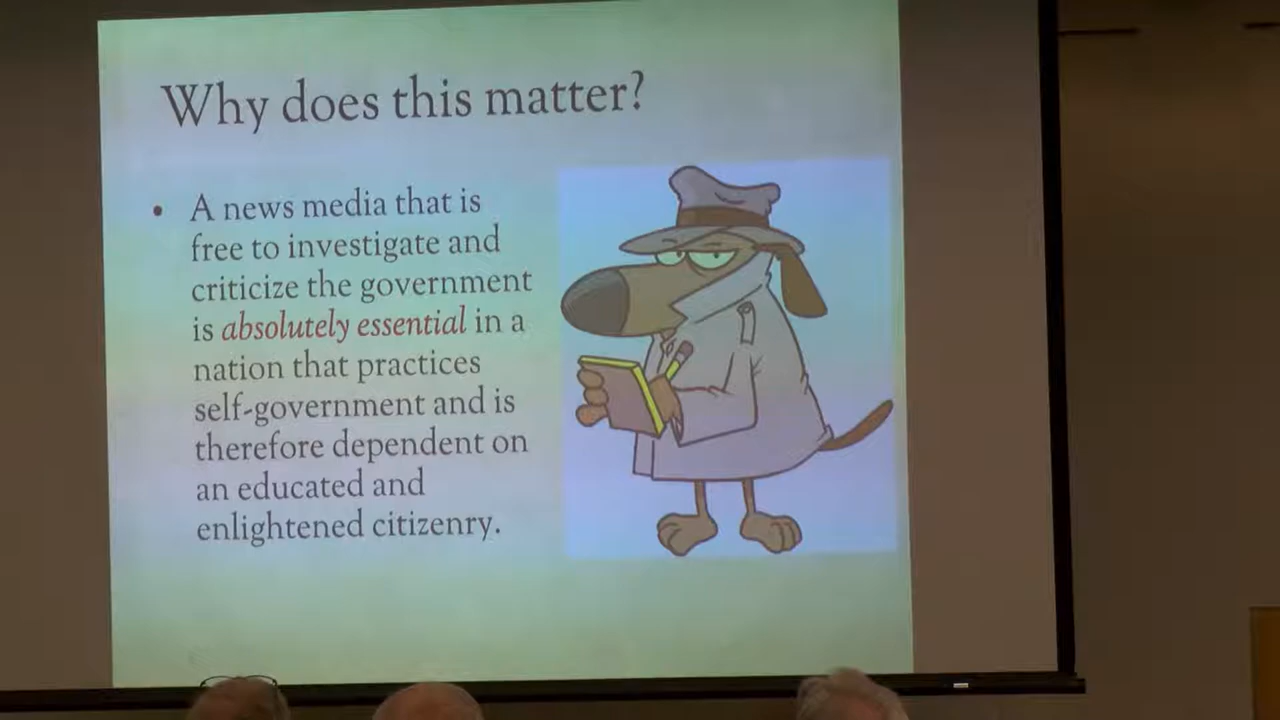 Why does this matter?
• A news media that is
free to investigate and
criticize the government
is absolutely essential in a
nation that practices
self-government and is
therefore dependent on
an educated and
enlightened citizenry.